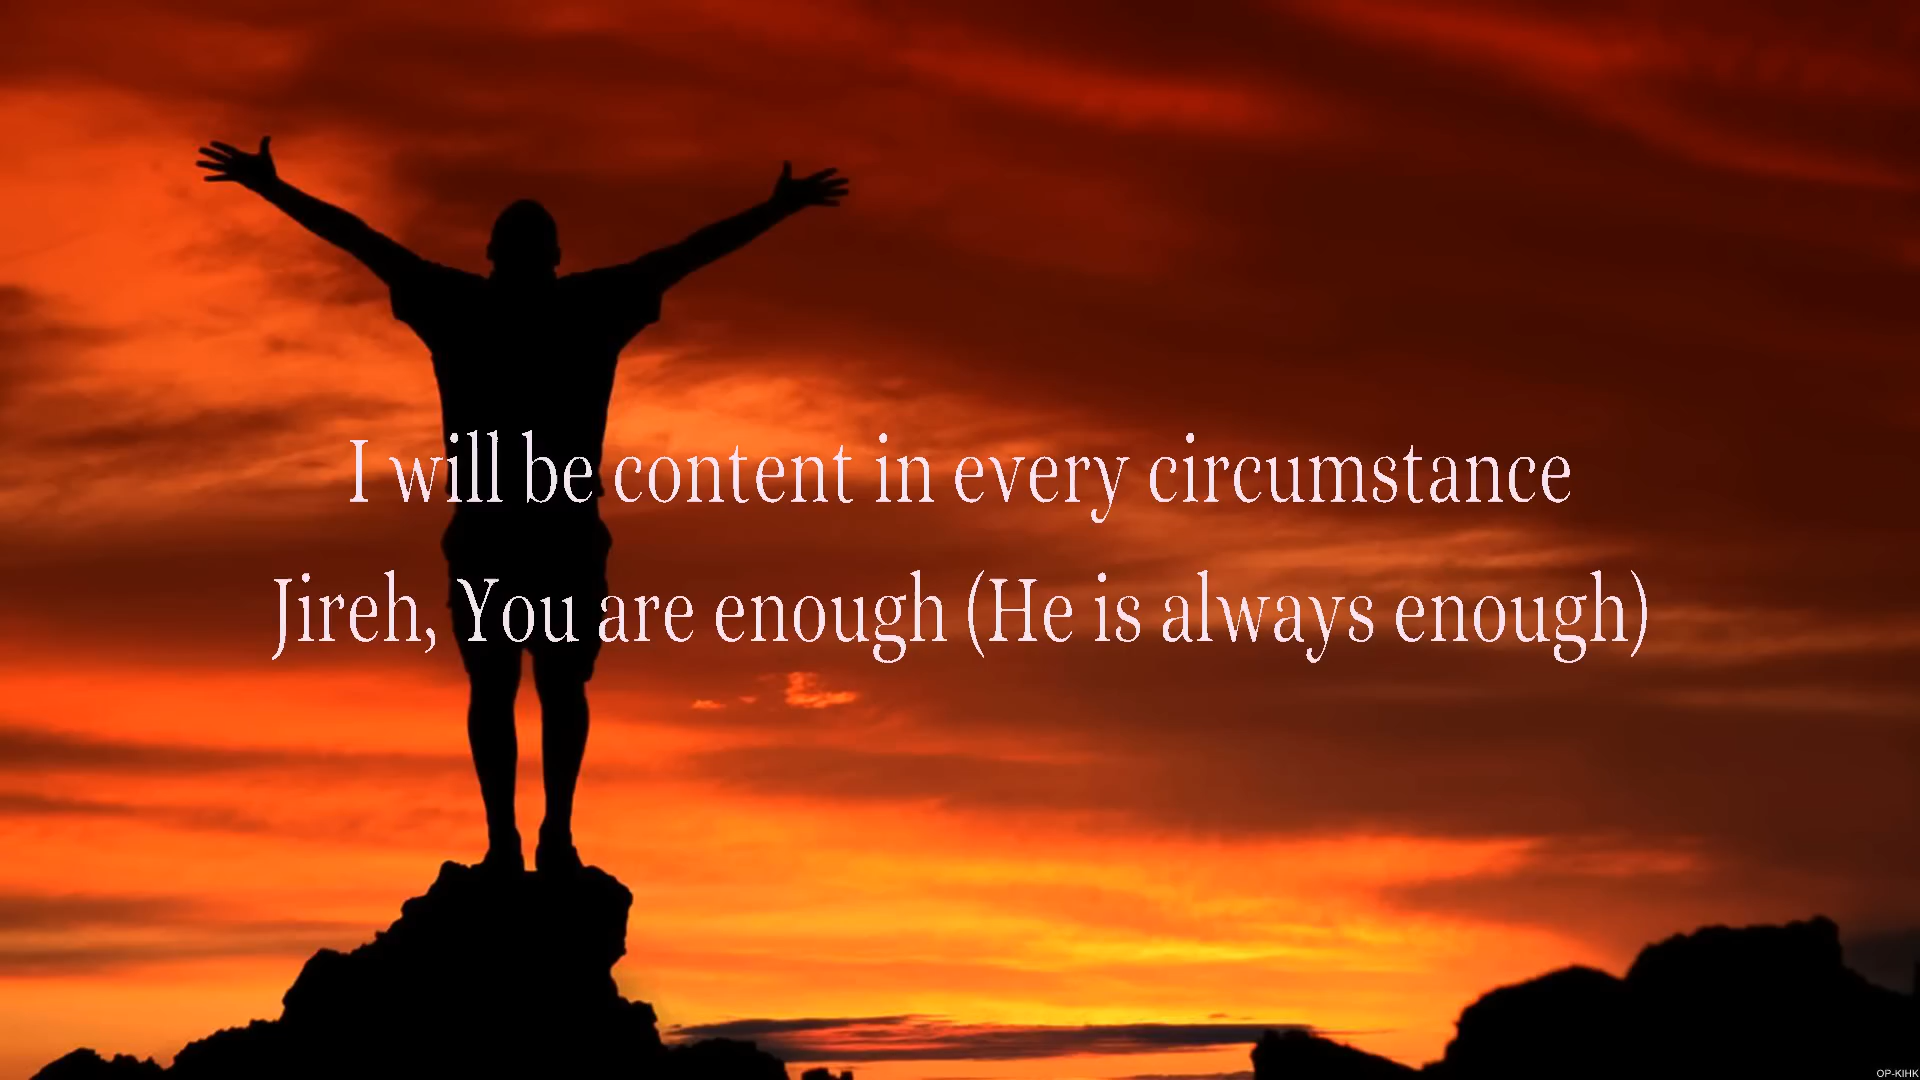 I will be content in every circumstance
Jireh, You are enough (He is always enough)
OP-KIHK